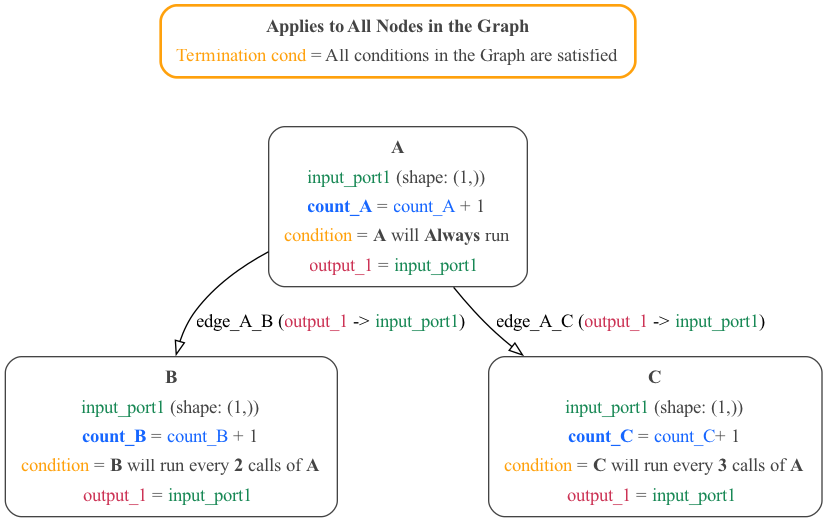 Applies to All Nodes in the Graph
Termination cond = All conditions in the Graph are satisfied
A
input_port1 (shape: (1,))
count_A = count_A + 1
condition = A will Always run
output_1 = input_port1
edge_A_B (output_1 -> input_port1)
edge_A_C (output_1 -> input_port1)
B
input_port1 (shape: (1,))
count_B = count_B + 1
condition = B will run every 2 calls of A
output_1 = input_port1
C
input_port1 (shape: (1,))
count_C = count_C+ 1
condition = C will run every 3 calls of A
output_1 = input_port1